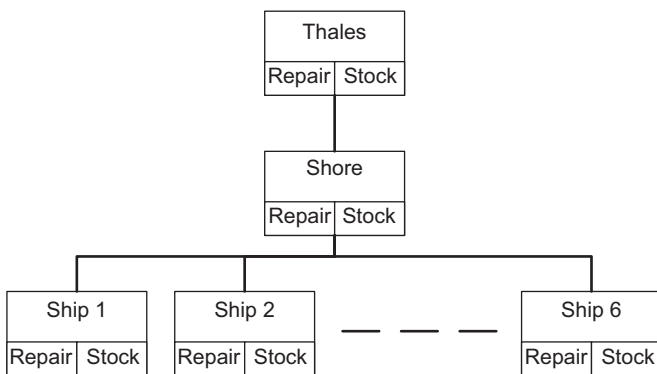 Thales
Repair Stock
Shore
Repair Stock
Ship 1 Ship 2 Ship 6
Repair Stock Repair Stock Repair Stock